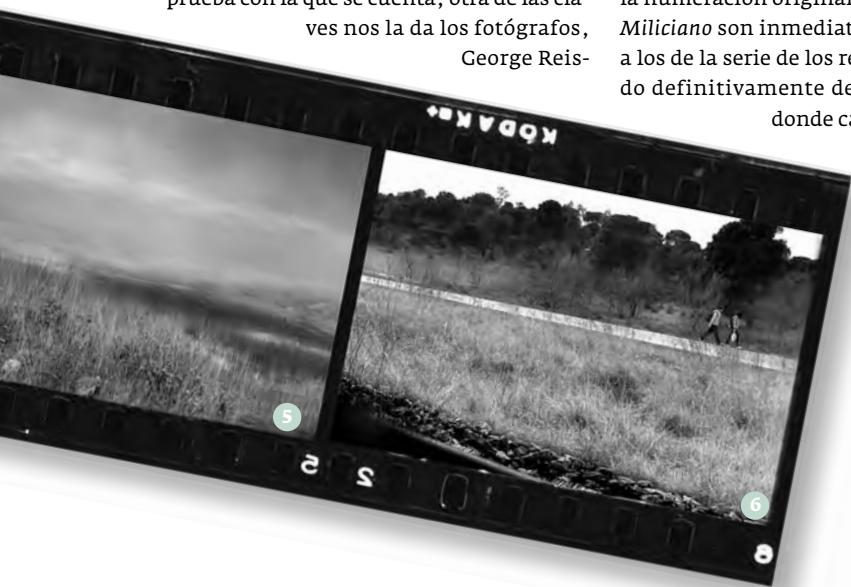 prueba con la que se cuenta, otra de las cla-
ves nos la da los fotógrafos,
George Reis-
la numeración original
Miliciano son inmediat
a los de la serie de los re
do definitivamente de
donde ca
KODAK
5
6
2 5
8